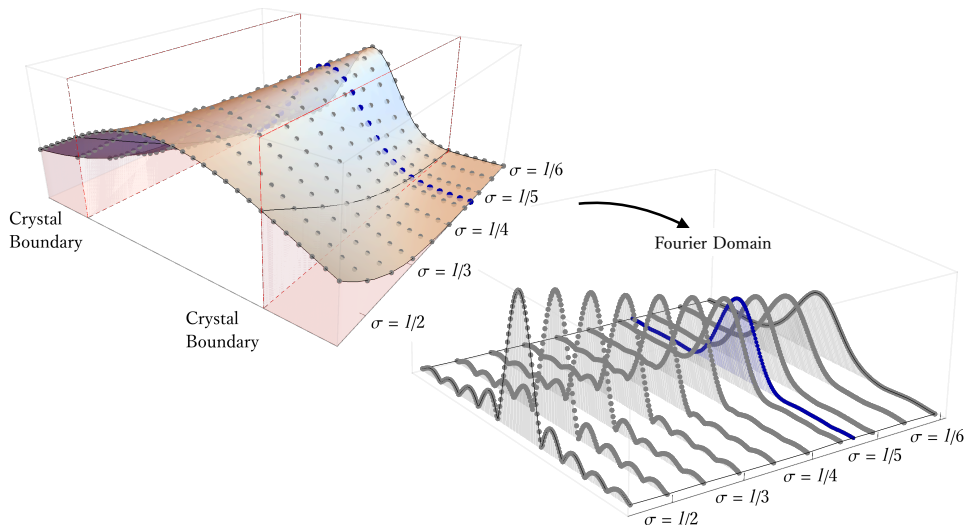 σ = l/6
σ = l/5
σ = l/4
σ = l/3
σ = l/2
Crystal
Boundary
Crystal
Boundary
Fourier Domain
σ = l/6
σ = l/5
σ = l/4
σ = l/3
σ = l/2